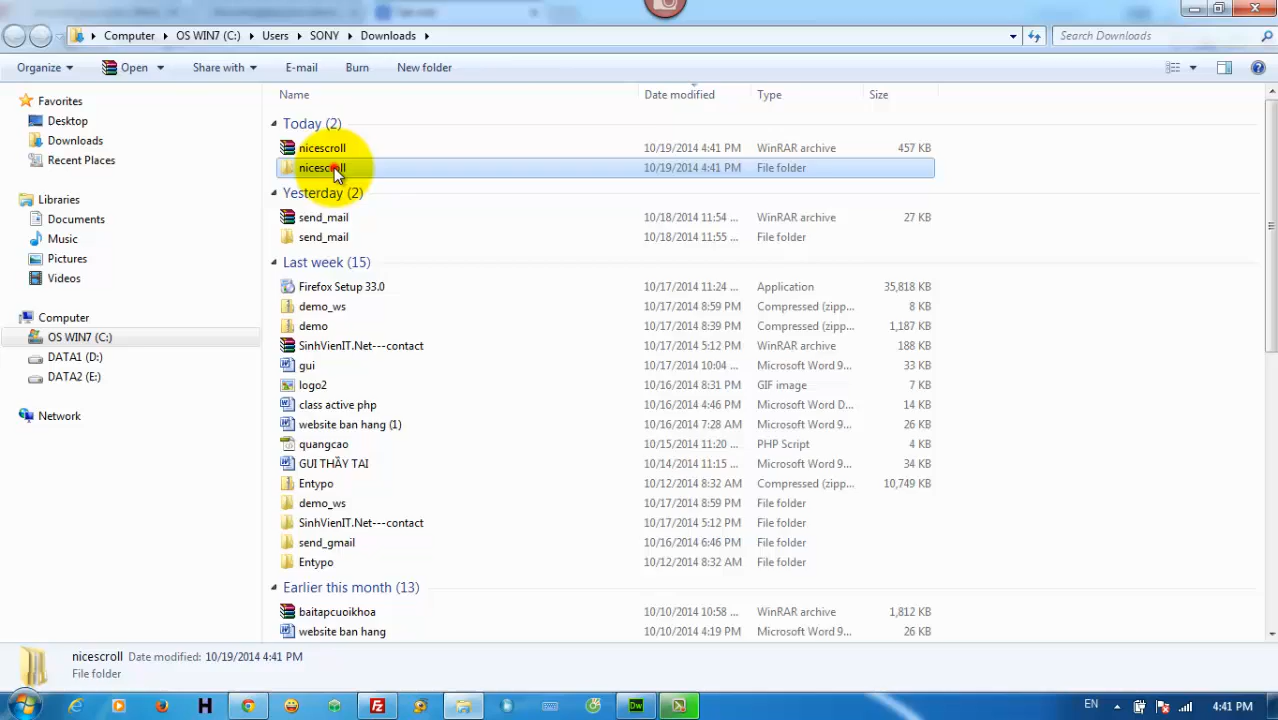 Computer ▸ OS WIN7 (C:) ▸ Users ▸ SONY ▸ Downloads ▸ Search Downloads
Organize Open Share with E-mail Burn New folder
Name Date modified Type Size
Favorites
Desktop
Downloads
Recent Places
Libraries
Documents
Music
Pictures
Videos
Computer
OS WIN7 (C:)
DATA1 (D:)
DATA2 (E:)
Network
Today (2)
nicescroll 10/19/2014 4:41 PM WinRAR archive 457 KB
nicescroll 10/19/2014 4:41 PM File folder
Yesterday (2)
send_mail 10/18/2014 11:54 ... WinRAR archive 27 KB
send_mail 10/18/2014 11:55 ... File folder
Last week (15)
Firefox Setup 33.0 10/17/2014 11:24 ... Application 35,818 KB
demo_ws 10/17/2014 8:59 PM Compressed (zipp... 8 KB
demo 10/17/2014 8:39 PM Compressed (zipp... 1,187 KB
SinhVienIT.Net---contact 10/17/2014 5:12 PM WinRAR archive 188 KB
gui 10/17/2014 10:04 ... Microsoft Word 9... 33 KB
logo2 10/16/2014 8:31 PM GIF image 7 KB
class active php 10/16/2014 4:46 PM Microsoft Word D... 14 KB
website ban hang (1) 10/16/2014 7:28 AM Microsoft Word 9... 26 KB
quangcao 10/15/2014 11:20 ... PHP Script 4 KB
GUI THẦY TAI 10/14/2014 11:15 ... Microsoft Word 9... 34 KB
Entypo 10/12/2014 8:32 AM Compressed (zipp... 10,749 KB
demo_ws 10/17/2014 8:59 PM File folder
SinhVienIT.Net---contact 10/17/2014 5:12 PM File folder
send_gmail 10/16/2014 6:46 PM File folder
Entypo 10/12/2014 8:32 AM File folder
Earlier this month (13)
baitapcuoikhoa 10/10/2014 10:58 ... WinRAR archive 1,812 KB
website ban hang 10/10/2014 4:19 PM Microsoft Word 9... 26 KB
nicescroll Date modified: 10/19/2014 4:41 PM
File folder
H Fz Dw EN 4:41 PM